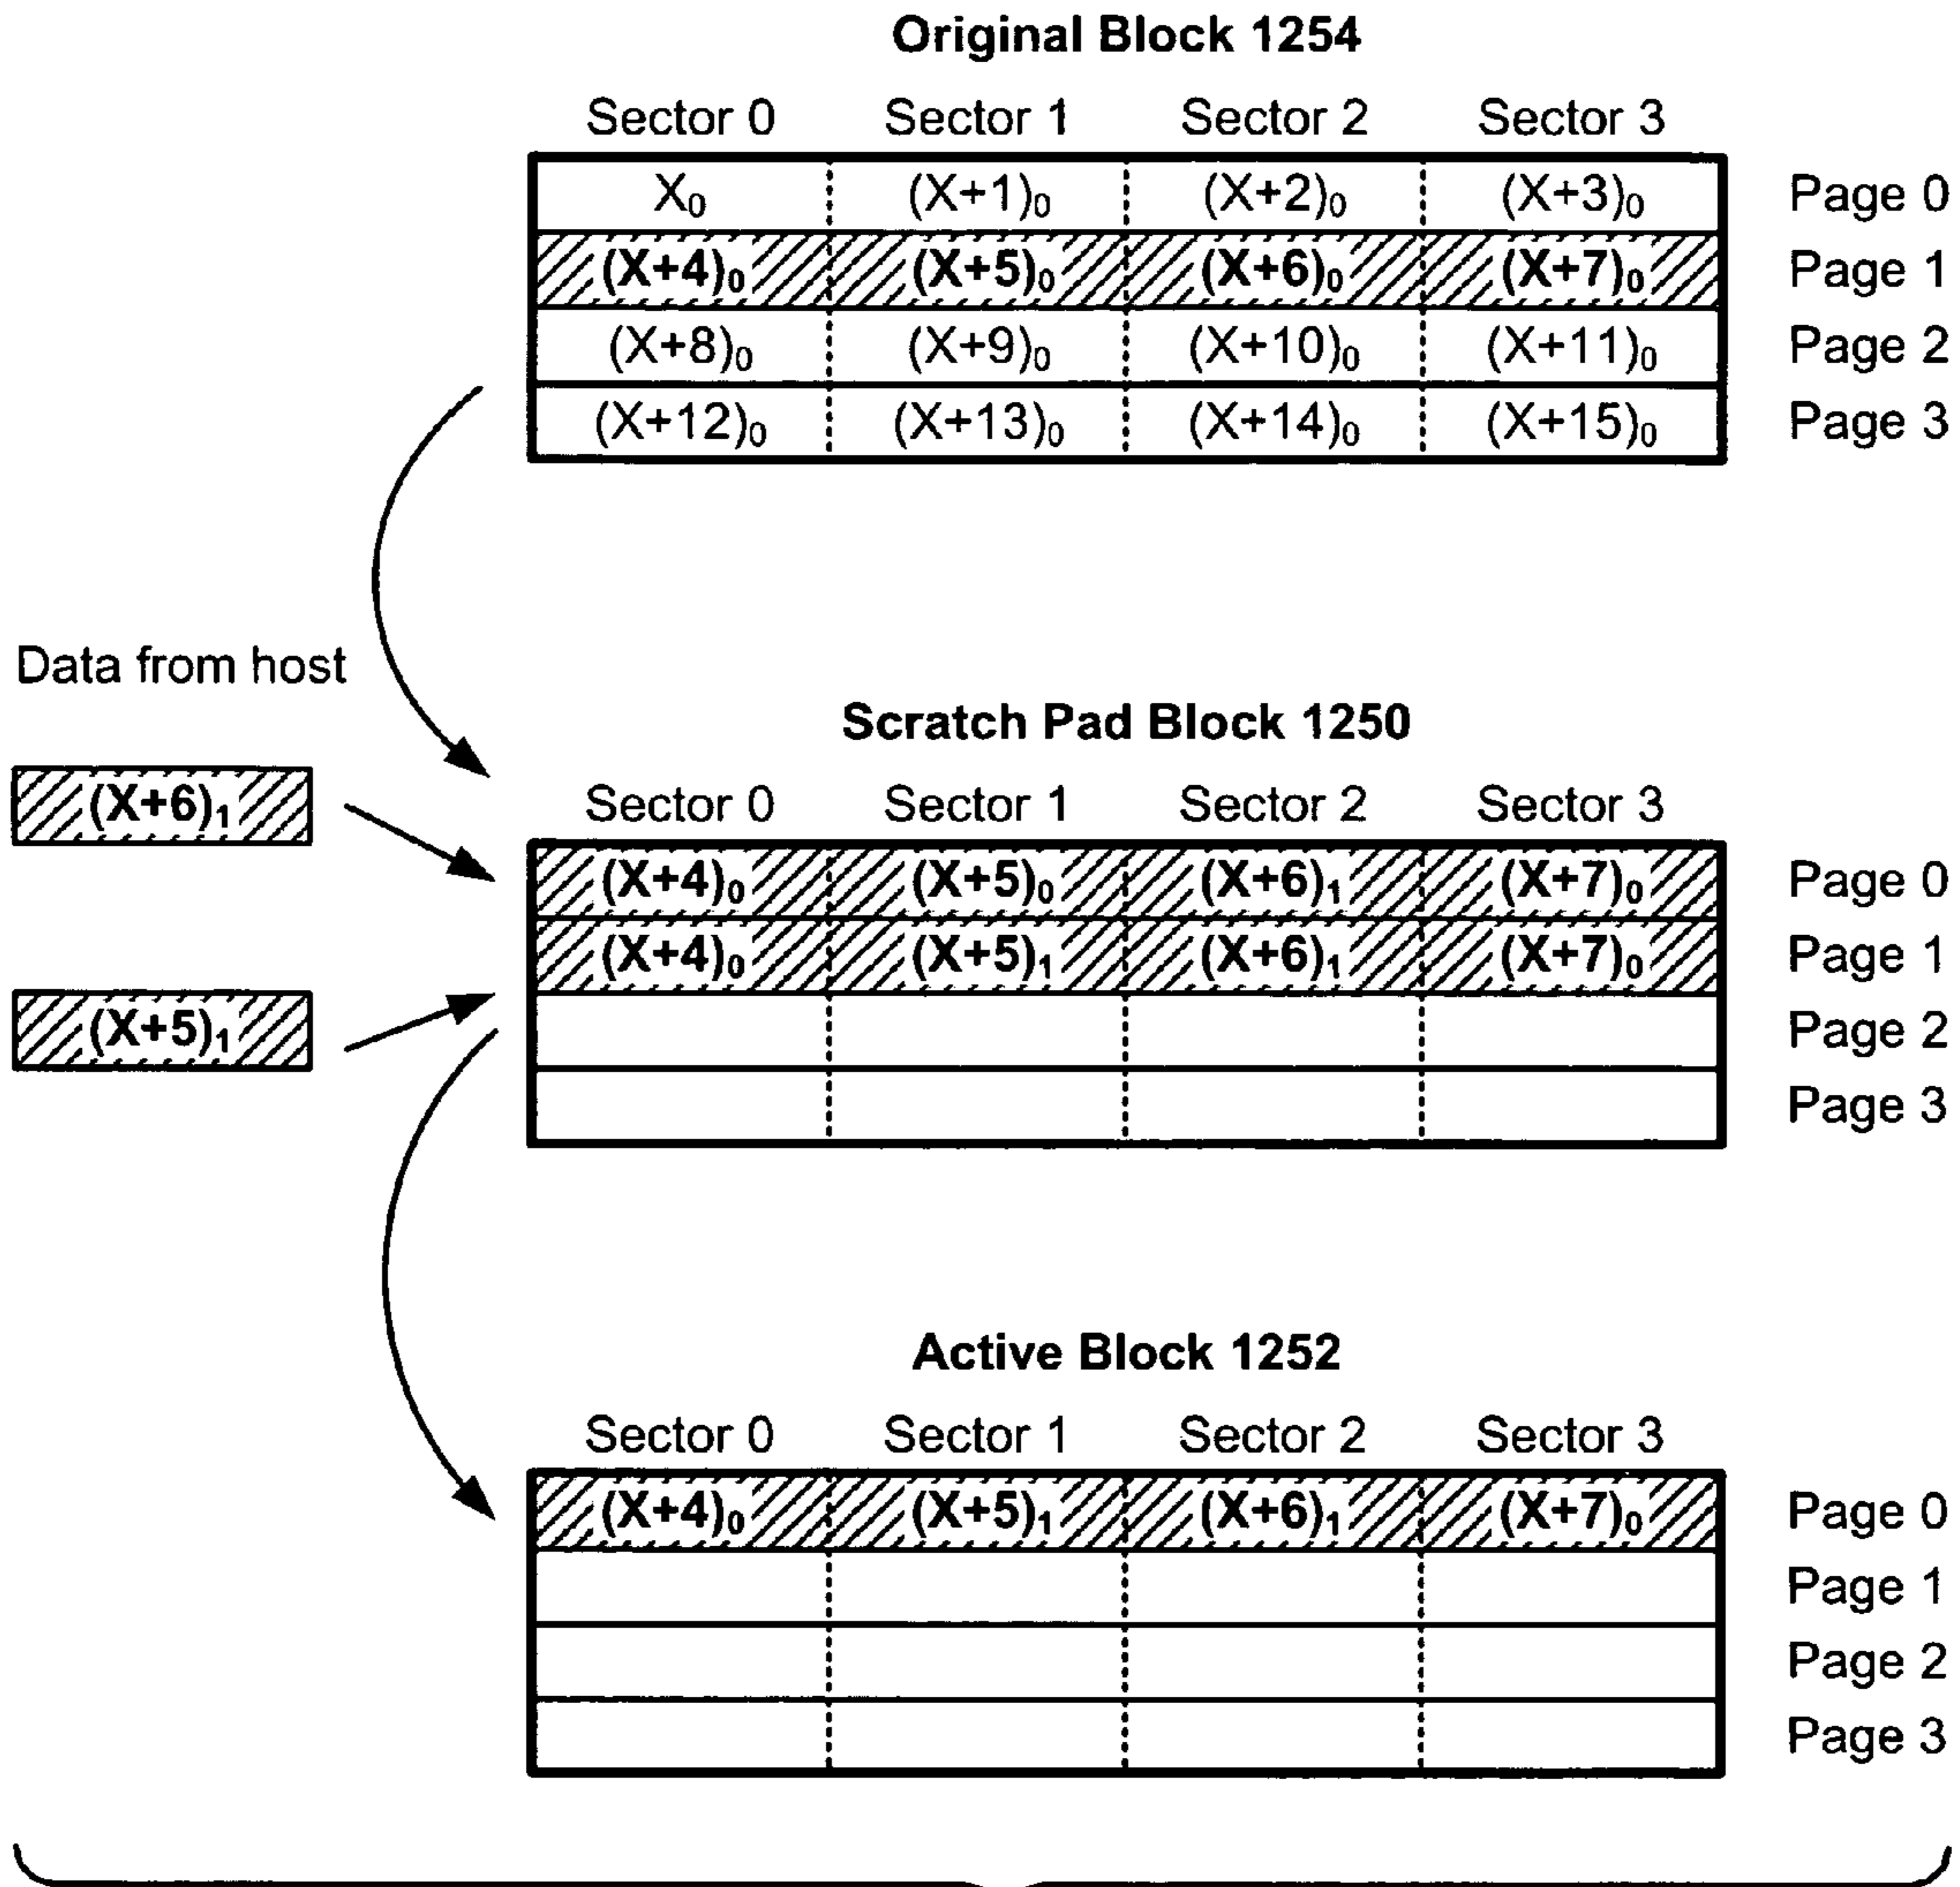 Original Block 1254
Sector 0 Sector 1 Sector 2 Sector 3
X₀ (X+1)₀ (X+2)₀ (X+3)₀ Page 0
(X+4)₀ (X+5)₀ (X+6)₀ (X+7)₀ Page 1
(X+8)₀ (X+9)₀ (X+10)₀ (X+11)₀ Page 2
(X+12)₀ (X+13)₀ (X+14)₀ (X+15)₀ Page 3
Data from host
Scratch Pad Block 1250
(X+6)₁
Sector 0 Sector 1 Sector 2 Sector 3
(X+4)₀ (X+5)₀ (X+6)₁ (X+7)₀ Page 0
(X+4)₀ (X+5)₁ (X+6)₁ (X+7)₀ Page 1
(X+5)₁
Page 2
Page 3
Active Block 1252
Sector 0 Sector 1 Sector 2 Sector 3
(X+4)₀ (X+5)₁ (X+6)₁ (X+7)₀ Page 0
Page 1
Page 2
Page 3